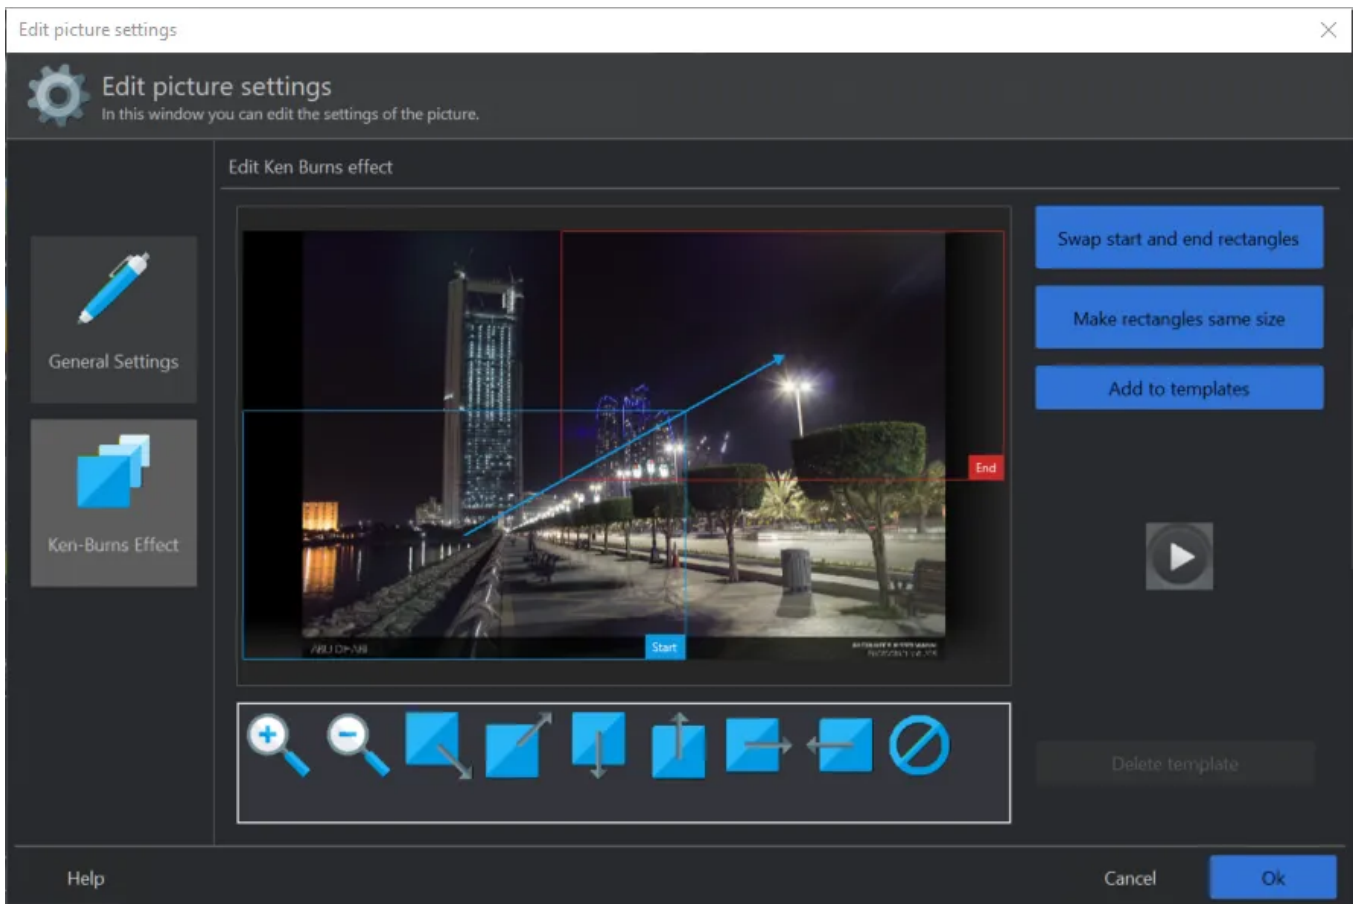 Edit picture settings
Edit picture settings
In this window you can edit the settings of the picture.
Edit Ken Burns effect
General Settings
Ken-Burns Effect
End
Start
ABU DHABI
Swap start and end rectangles
Make rectangles same size
Add to templates
Delete template
Help
Cancel
Ok